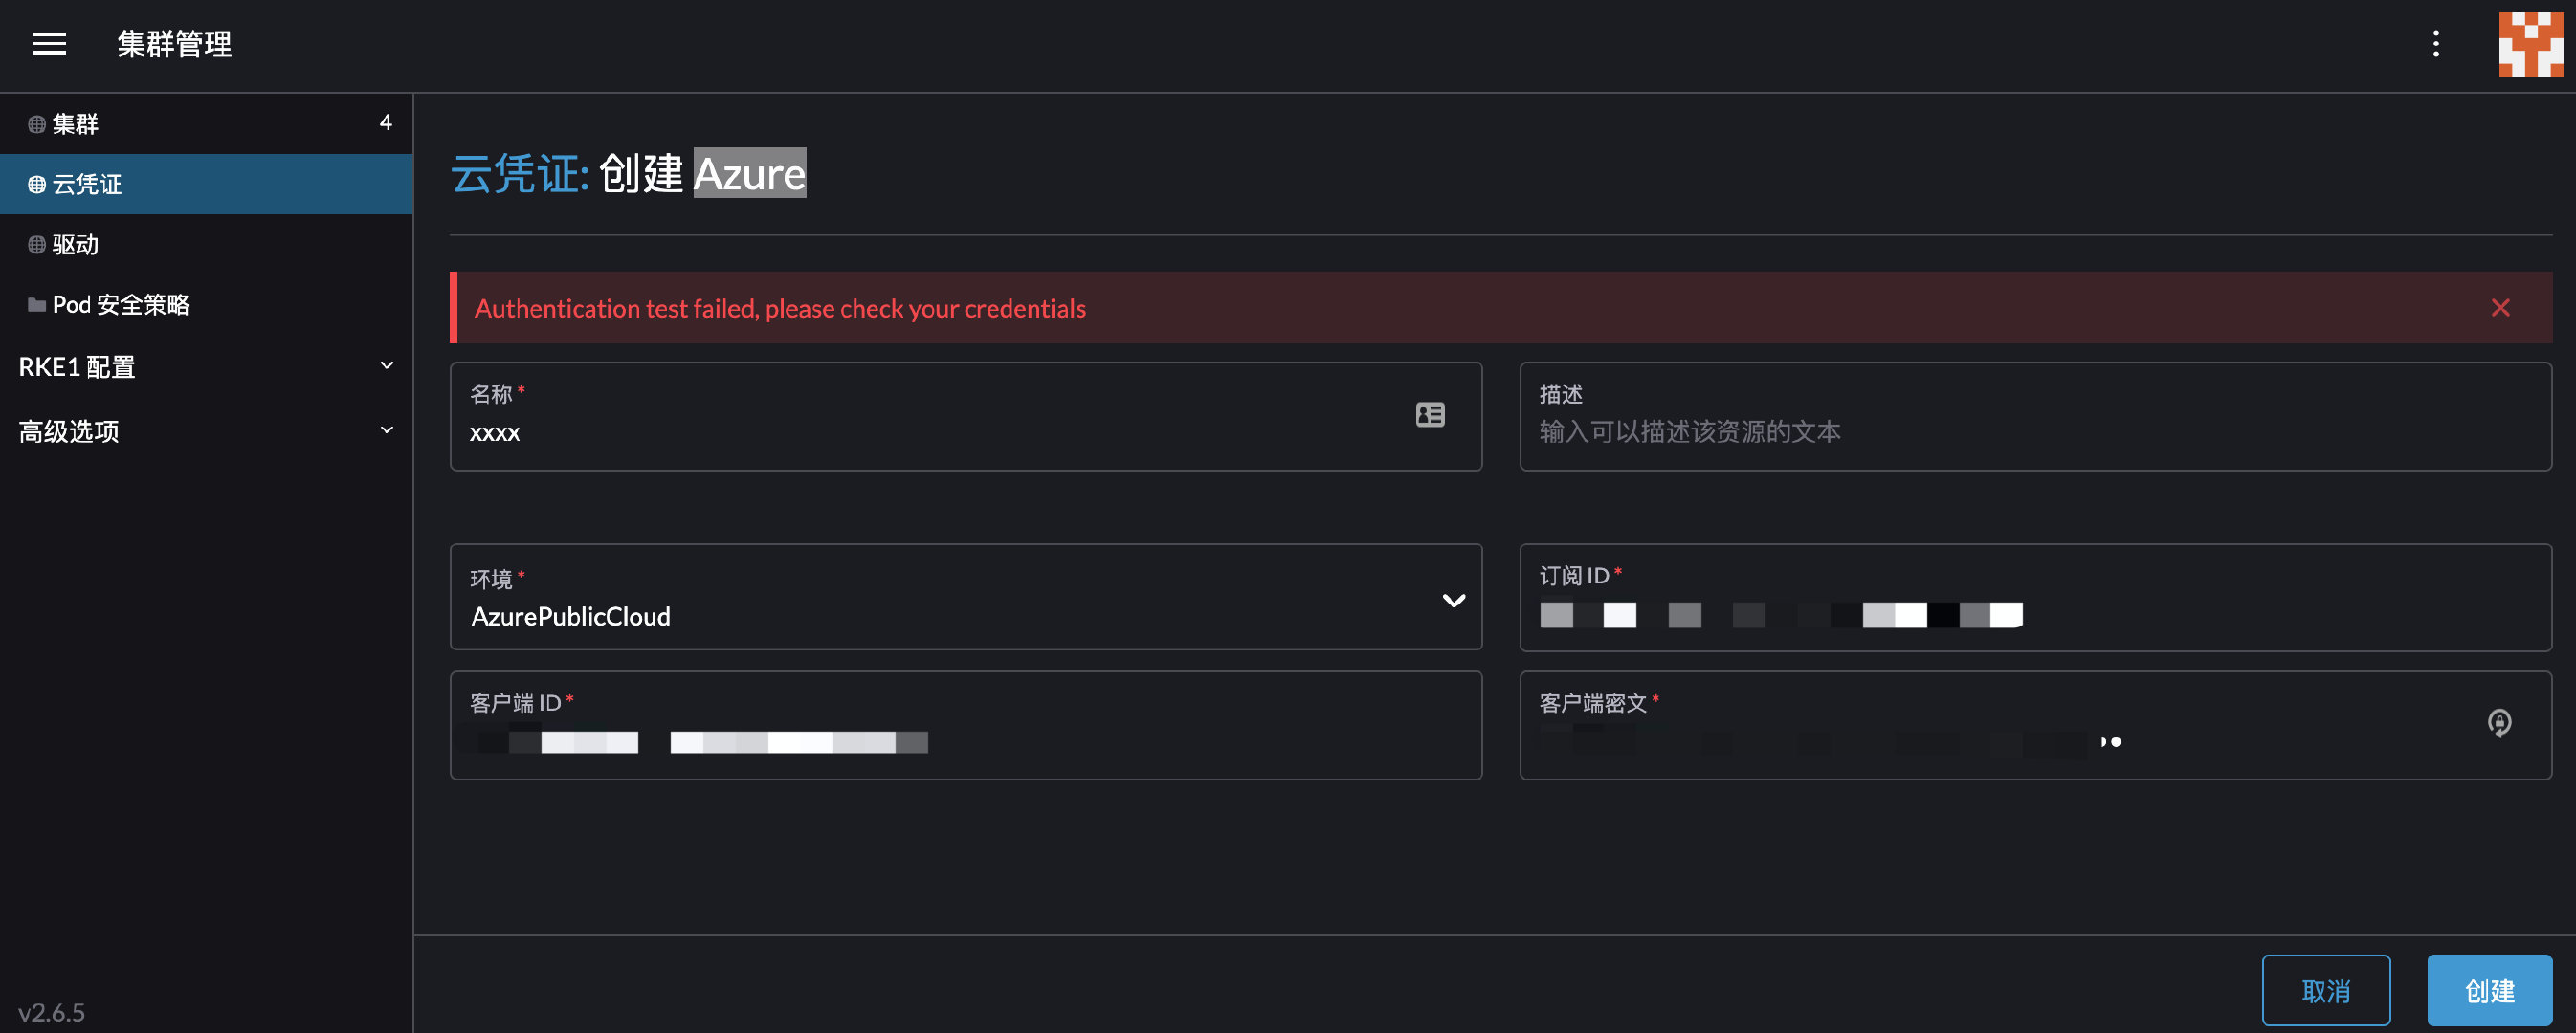 集群管理
集群 4
云凭证
驱动
Pod 安全策略
RKE1 配置
高级选项
v2.6.5
云凭证: 创建 Azure
Authentication test failed, please check your credentials
名称 *
xxxx
描述
输入可以描述该资源的文本
环境 *
AzurePublicCloud
订阅 ID *
客户端 ID *
客户端密文 *
取消
创建